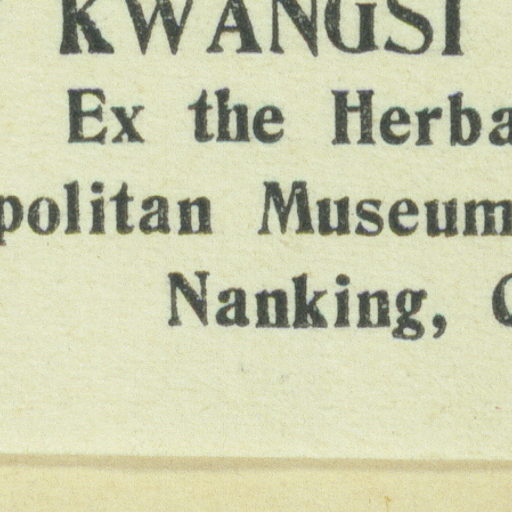 KWANGSI
Ex the Herba
politan Museum
Nanking, C